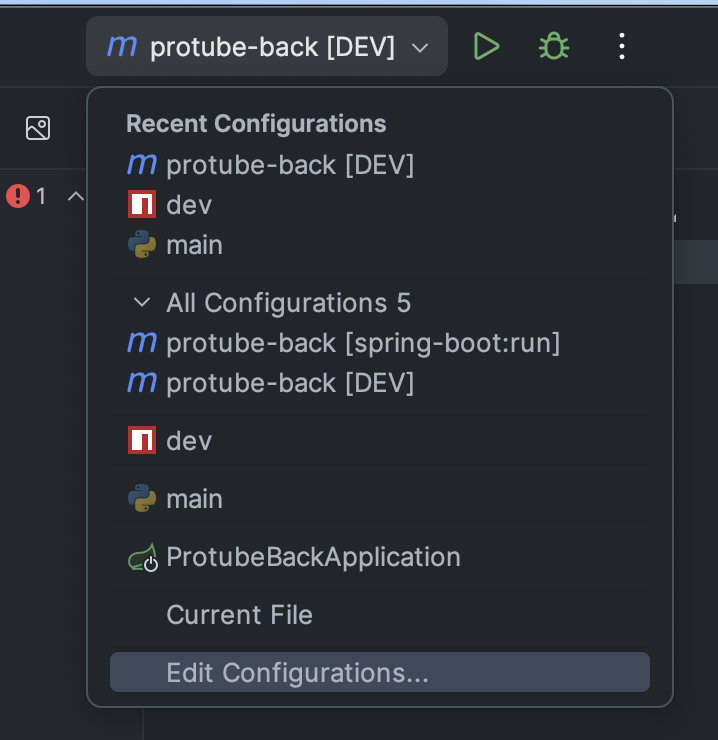 m protube-back [DEV]
Recent Configurations
m protube-back [DEV]
dev
main
1
All Configurations 5
m protube-back [spring-boot:run]
m protube-back [DEV]
dev
main
ProtubeBackApplication
Current File
Edit Configurations...